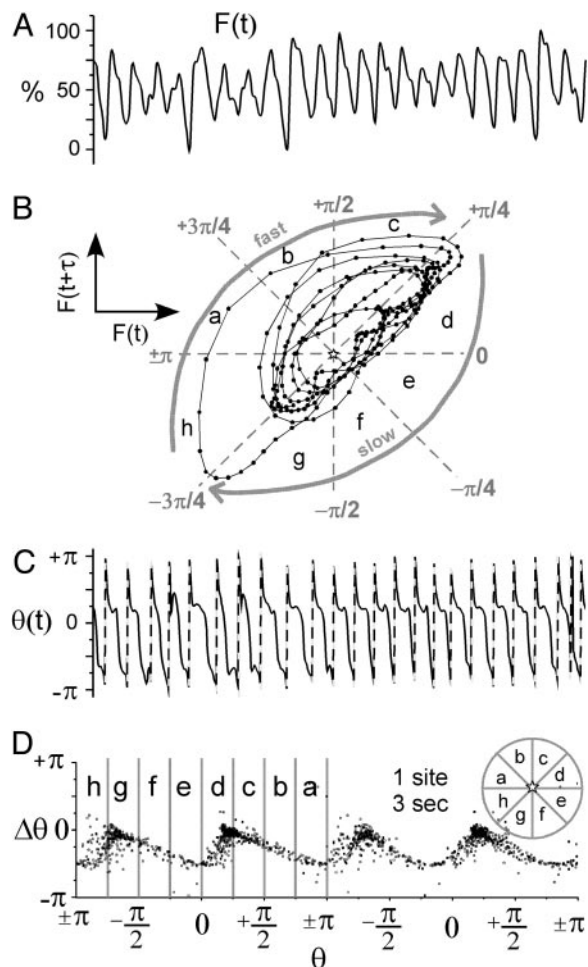 A F(t)
100
% 50
0
B
+π/2
+3π/4 fast c +π/4
b
F(t+τ)
a
F(t) d
±π 0
e
h f
g slow
−3π/4 −π/4
−π/2
C +π
θ(t) 0
-π
D +π
h g f e d c b a
1 site
3 sec
b c
a d
h e
g f
Δθ 0
-π
±π −π/2 0 +π/2 ±π −π/2 0 +π/2 ±π
θ